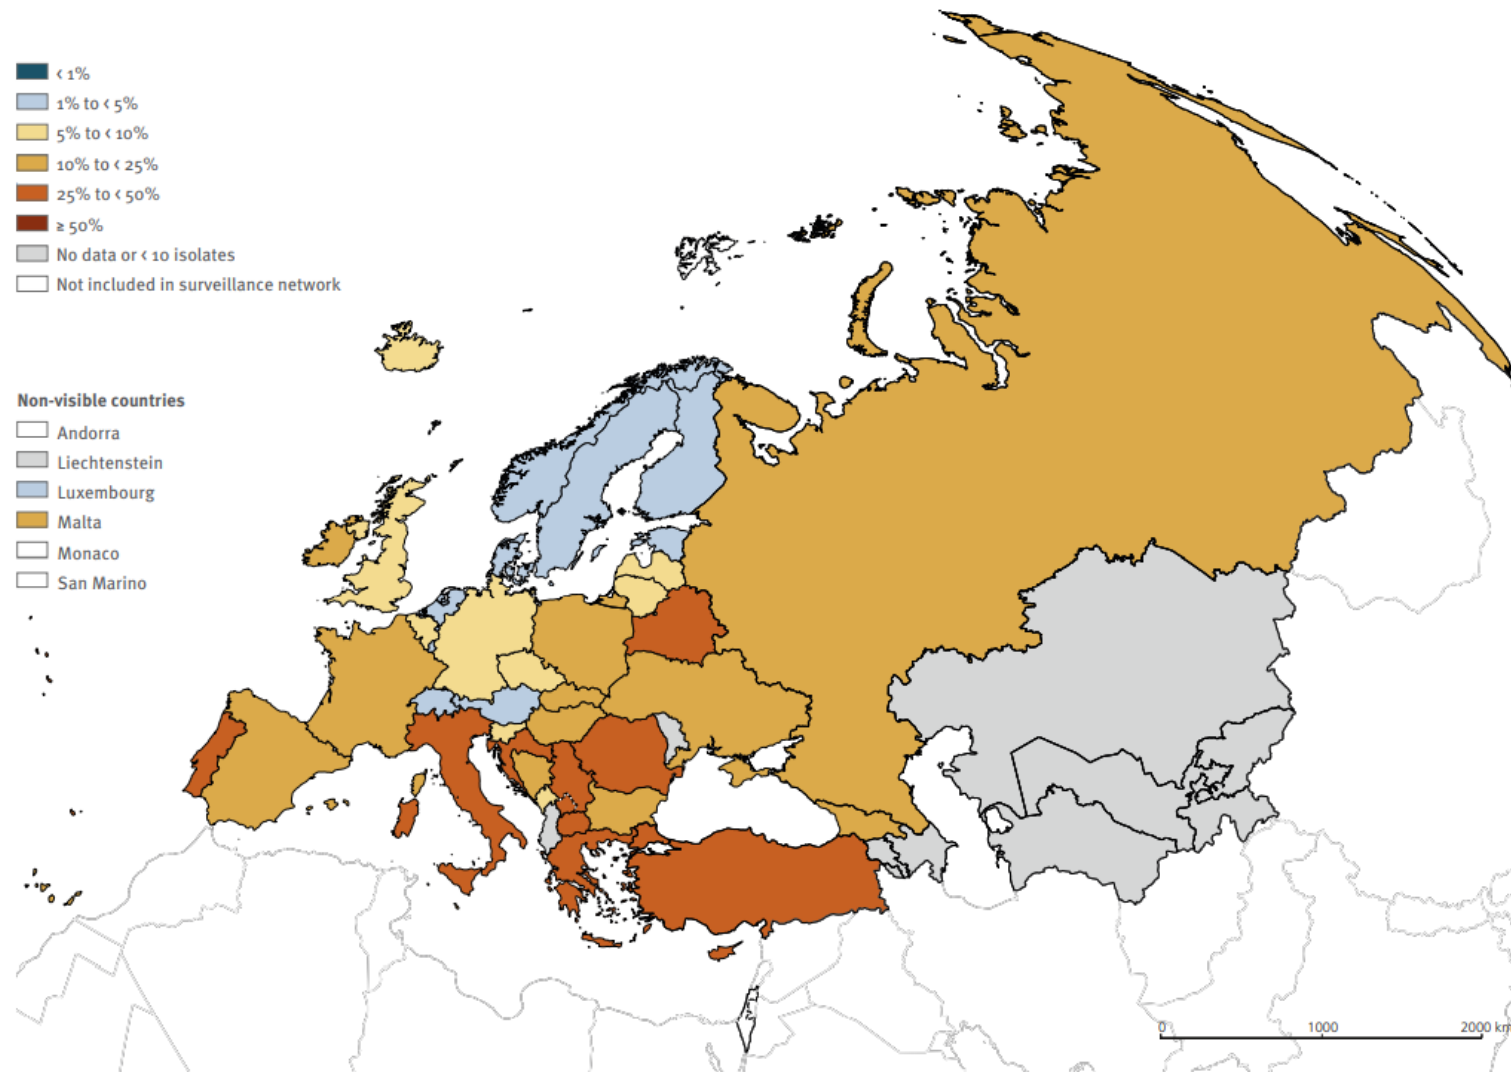 < 1%
1% to < 5%
5% to < 10%
10% to < 25%
25% to < 50%
≥ 50%
No data or < 10 isolates
Not included in surveillance network
Non-visible countries
Andorra
Liechtenstein
Luxembourg
Malta
Monaco
San Marino
0 1000 2000 km